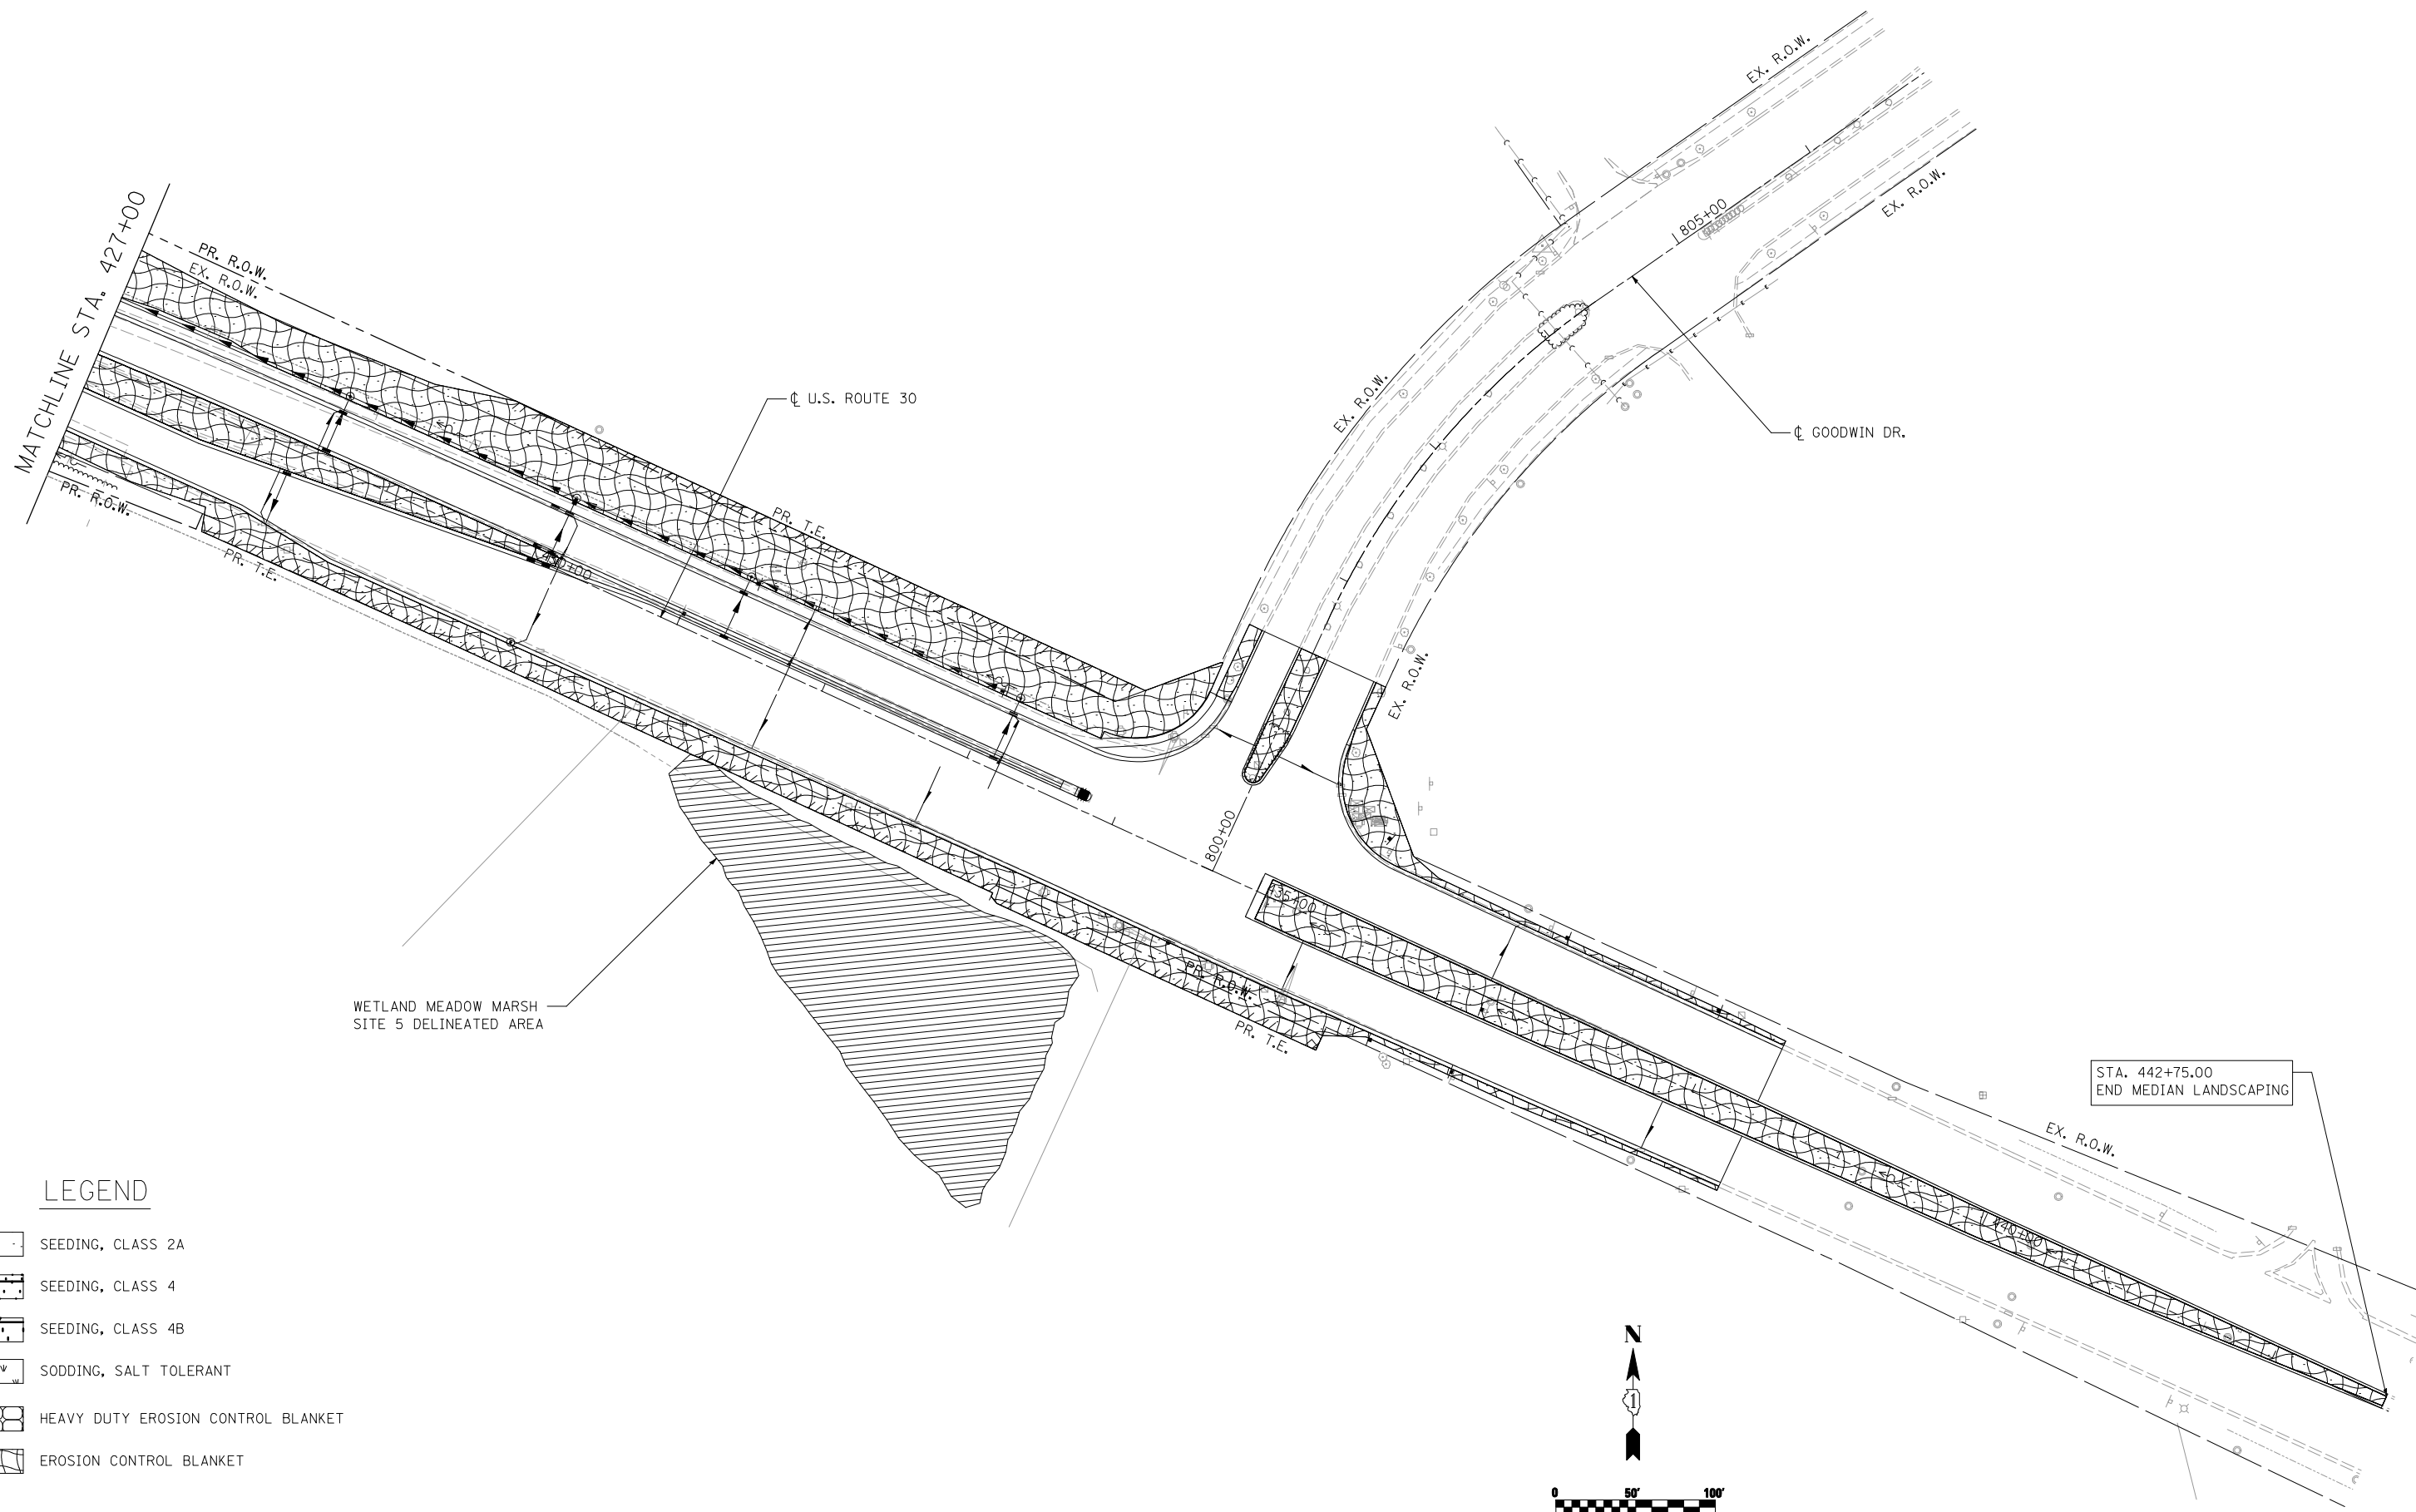 EX. R.O.W.
805+00
EX. R.O.W.
MATCHLINE STA. 427+00
PR. R.O.W.
EX. R.O.W.
℄ U.S. ROUTE 30
EX. R.O.W.
℄ GOODWIN DR.
PR. R.O.W.
PR. T.E.
PR. T.E.
EX. R.O.W.
800+00
435+00
PR. R.O.W.
PR. T.E.
WETLAND MEADOW MARSH
SITE 5 DELINEATED AREA
STA. 442+75.00
END MEDIAN LANDSCAPING
EX. R.O.W.
440+00
LEGEND
SEEDING, CLASS 2A
SEEDING, CLASS 4
SEEDING, CLASS 4B
SODDING, SALT TOLERANT
HEAVY DUTY EROSION CONTROL BLANKET
EROSION CONTROL BLANKET
N
1
0 50' 100'